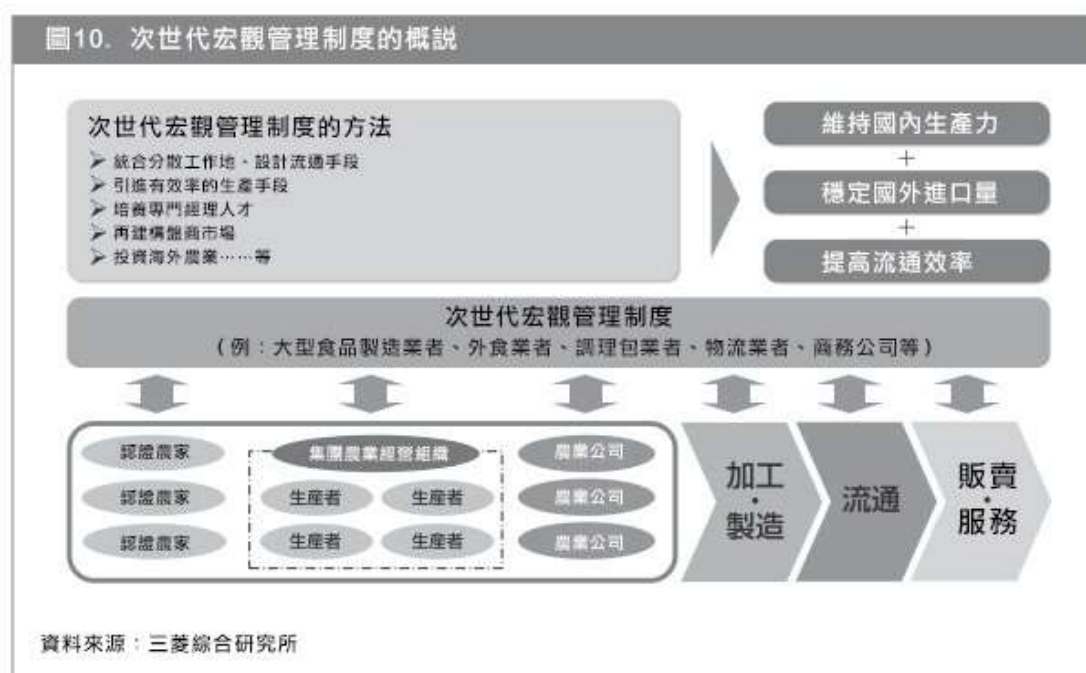 圖10. 次世代宏觀管理制度的概説
次世代宏觀管理制度的方法
➢ 統合分散工作地、設計流通手段
➢ 引進有效率的生產手段
➢ 培養專門經理人才
➢ 再建構盤商市場
➢ 投資海外農業……等
維持國內生產力
+
穩定國外進口量
+
提高流通效率
次世代宏觀管理制度
(例：大型食品製造業者、外食業者、調理包業者、物流業者、商務公司等)
認證農家
認證農家
認證農家
集團農業經營組織
生產者 生產者
生產者 生產者
農業公司
農業公司
農業公司
加工・製造
流通
販賣・服務
資料來源：三菱綜合研究所